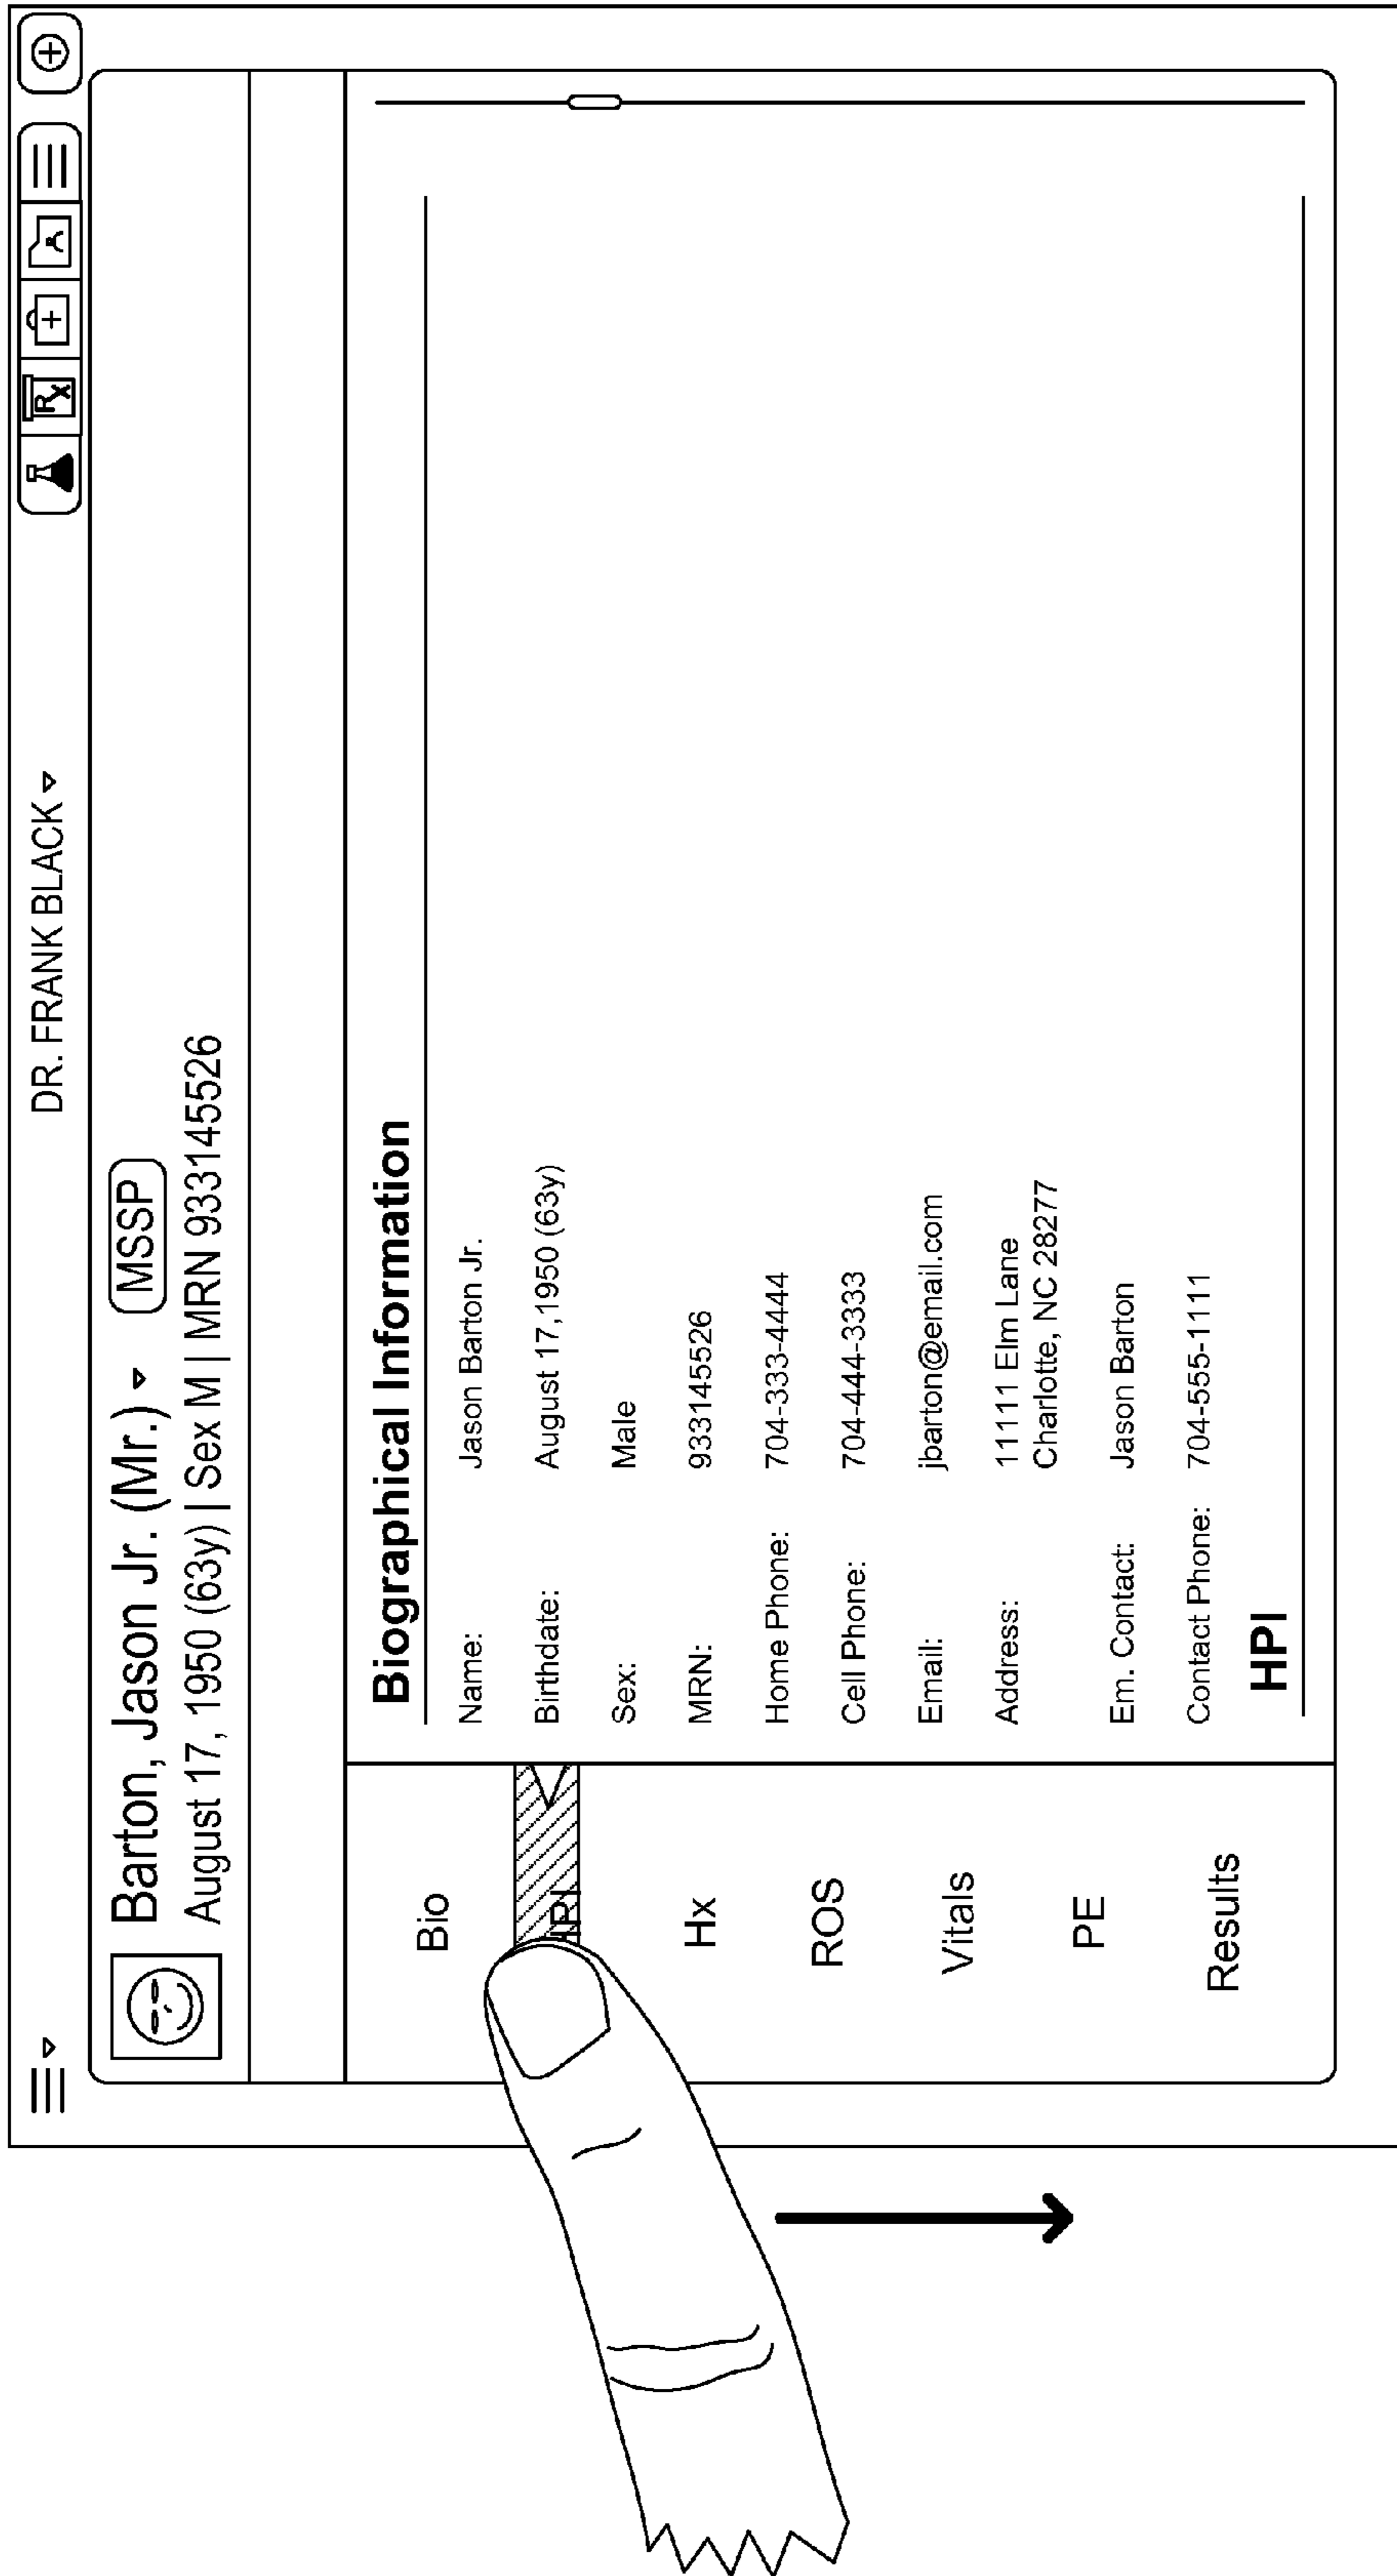 DR. FRANK BLACK
Rx
Barton, Jason Jr. (Mr.) MSSP
August 17, 1950 (63y) | Sex M | MRN 933145526
Bio
Hx
ROS
Vitals
PE
Results
Biographical Information
Name: Jason Barton Jr.
Birthdate: August 17,1950 (63y)
Sex: Male
MRN: 933145526
Home Phone: 704-333-4444
Cell Phone: 704-444-3333
Email: jbarton@email.com
Address: 11111 Elm Lane
Charlotte, NC 28277
Em. Contact: Jason Barton
Contact Phone: 704-555-1111
HPI